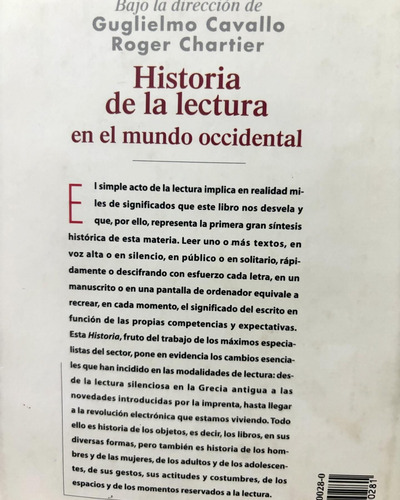 Bajo la dirección de
Guglielmo Cavallo
Roger Chartier
Historia
de la lectura
en el mundo occidental
El simple acto de la lectura implica en realidad mi-
les de significados que este libro nos desvela y
que, por ello, representa la primera gran síntesis
histórica de esta materia. Leer uno o más textos, en
voz alta o en silencio, en público o en solitario, rápi-
damente o descifrando con esfuerzo cada letra, en un
manuscrito o en una pantalla de ordenador equivale a
recrear, en cada momento, el significado del escrito en
función de las propias competencias y expectativas.
Esta Historia, fruto del trabajo de los máximos especia-
listas del sector, pone en evidencia los cambios esencia-
les que han incidido en las modalidades de lectura: des-
de la lectura silenciosa en la Grecia antigua a las
novedades introducidas por la imprenta, hasta llegar
a la revolución electrónica que estamos viviendo. Todo
ello es historia de los objetos, es decir, los libros, en sus
diversas formas, pero también es historia de los hom-
bres y de las mujeres, de los adultos y de los adolescen-
tes, de sus gestos, sus actitudes y costumbres, de los
espacios y de los momentos reservados a la lectura.
0028-0
00281